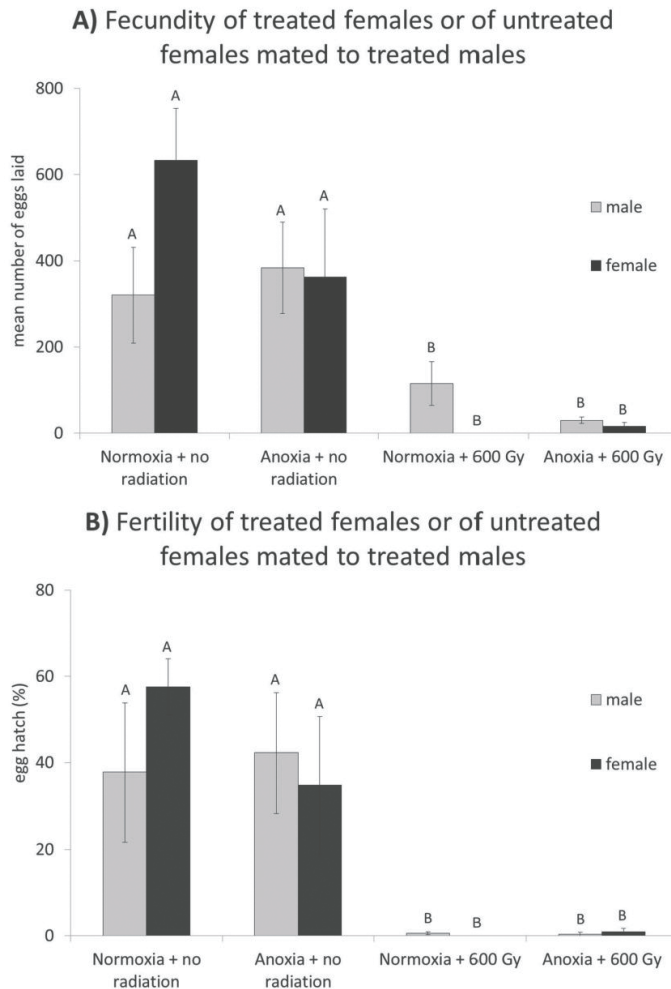 A) Fecundity of treated females or of untreated
females mated to treated males
800
600
400
200
0
mean number of eggs laid
A
A
A
A
B
B
B
B
male
female
Normoxia + no
radiation
Anoxia + no
radiation
Normoxia + 600 Gy
Anoxia + 600 Gy
B) Fertility of treated females or of untreated
females mated to treated males
80
60
40
20
0
egg hatch (%)
A
A
A
A
B
B
B
B
male
female
Normoxia + no
radiation
Anoxia + no
radiation
Normoxia + 600 Gy
Anoxia + 600 Gy